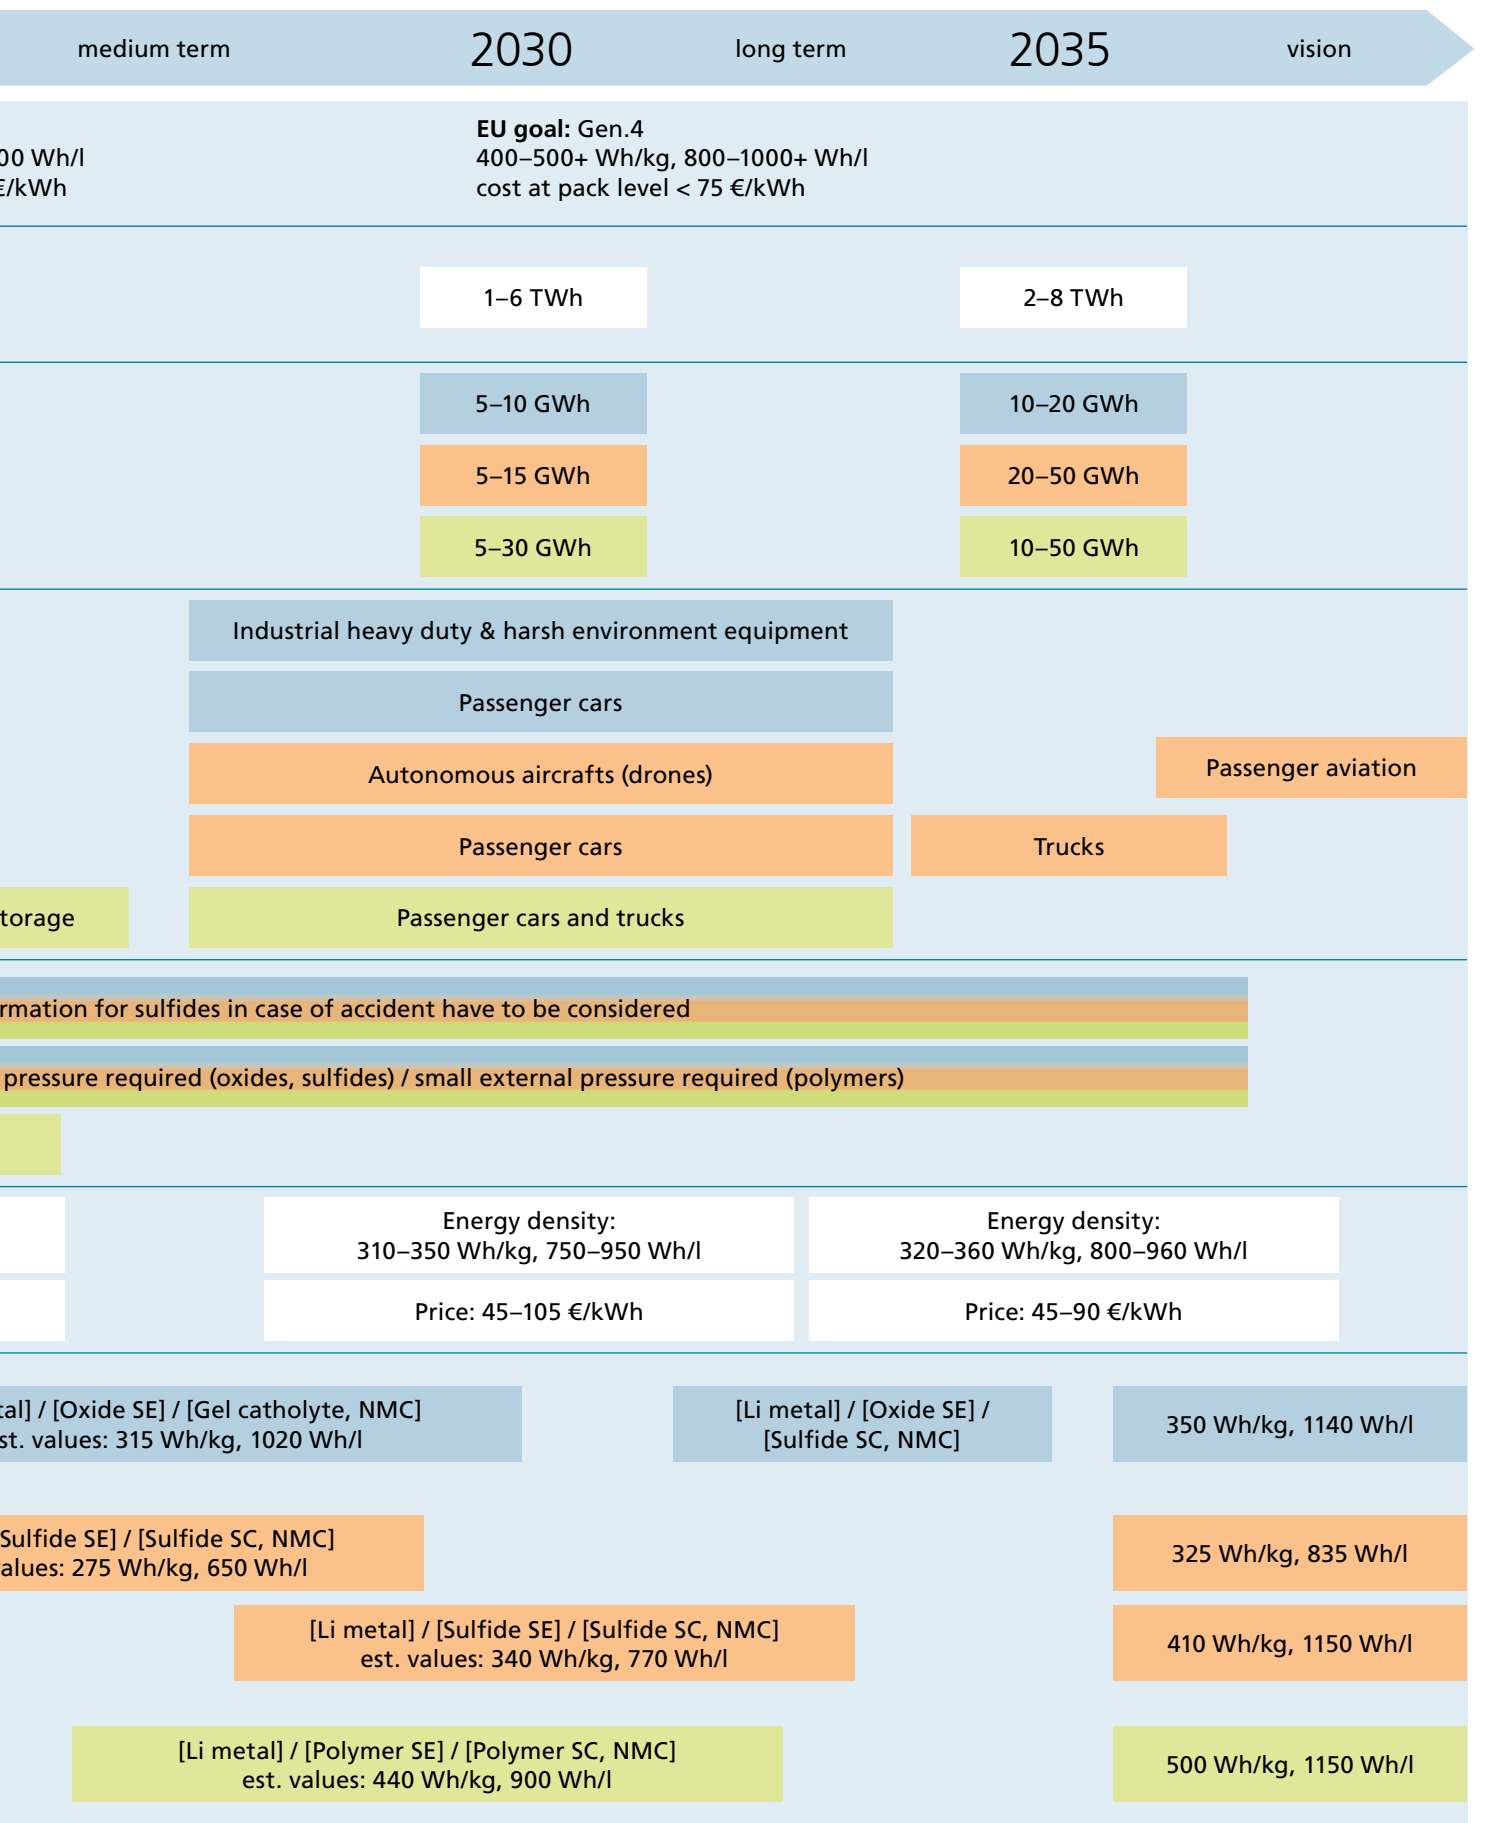 medium term 2030 long term 2035 vision
EU goal: Gen.4
00 Wh/l 400–500+ Wh/kg, 800–1000+ Wh/l
€/kWh cost at pack level < 75 €/kWh
1–6 TWh 2–8 TWh
5–10 GWh 10–20 GWh
5–15 GWh 20–50 GWh
5–30 GWh 10–50 GWh
Industrial heavy duty & harsh environment equipment
Passenger cars
Autonomous aircrafts (drones) Passenger aviation
Passenger cars Trucks
torage Passenger cars and trucks
rmation for sulfides in case of accident have to be considered
pressure required (oxides, sulfides) / small external pressure required (polymers)
Energy density: Energy density:
310–350 Wh/kg, 750–950 Wh/l 320–360 Wh/kg, 800–960 Wh/l
Price: 45–105 €/kWh Price: 45–90 €/kWh
tal] / [Oxide SE] / [Gel catholyte, NMC] [Li metal] / [Oxide SE] / 350 Wh/kg, 1140 Wh/l
st. values: 315 Wh/kg, 1020 Wh/l [Sulfide SC, NMC]
Sulfide SE] / [Sulfide SC, NMC] 325 Wh/kg, 835 Wh/l
alues: 275 Wh/kg, 650 Wh/l
[Li metal] / [Sulfide SE] / [Sulfide SC, NMC] 410 Wh/kg, 1150 Wh/l
est. values: 340 Wh/kg, 770 Wh/l
[Li metal] / [Polymer SE] / [Polymer SC, NMC] 500 Wh/kg, 1150 Wh/l
est. values: 440 Wh/kg, 900 Wh/l